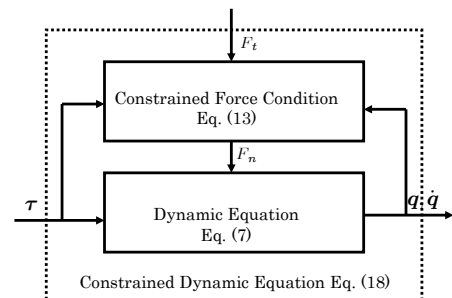 F_t
Constrained Force Condition
Eq. (13)
F_n
τ
q, q̇
Dynamic Equation
Eq. (7)
Constrained Dynamic Equation Eq. (18)